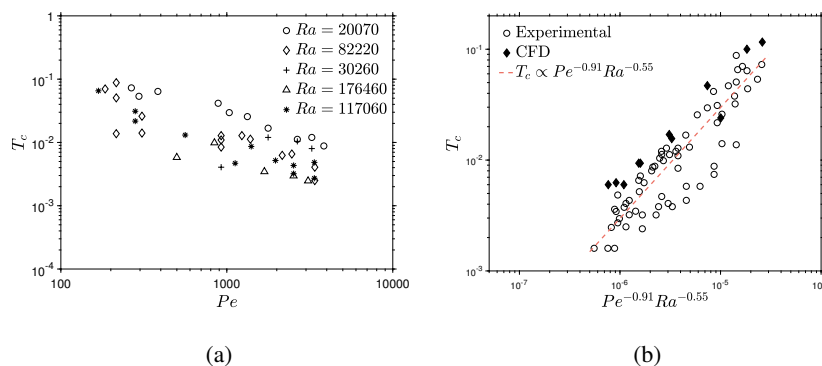 1
10^{-1}
10^{-2}
10^{-3}
10^{-4}
T_c
100
1000
10000
Pe
Ra = 20070
Ra = 82220
Ra = 30260
Ra = 176460
Ra = 117060
(a)
10^{-1}
10^{-2}
10^{-3}
T_c
10^{-7}
10^{-6}
10^{-5}
Pe^{-0.91}Ra^{-0.55}
Experimental
CFD
T_c ∝ Pe^{-0.91}Ra^{-0.55}
(b)